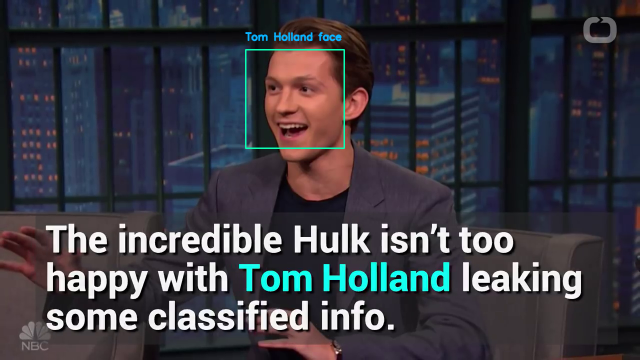 Tom Holland face
The incredible Hulk isn't too
happy with Tom Holland leaking
some classified info.
NBC